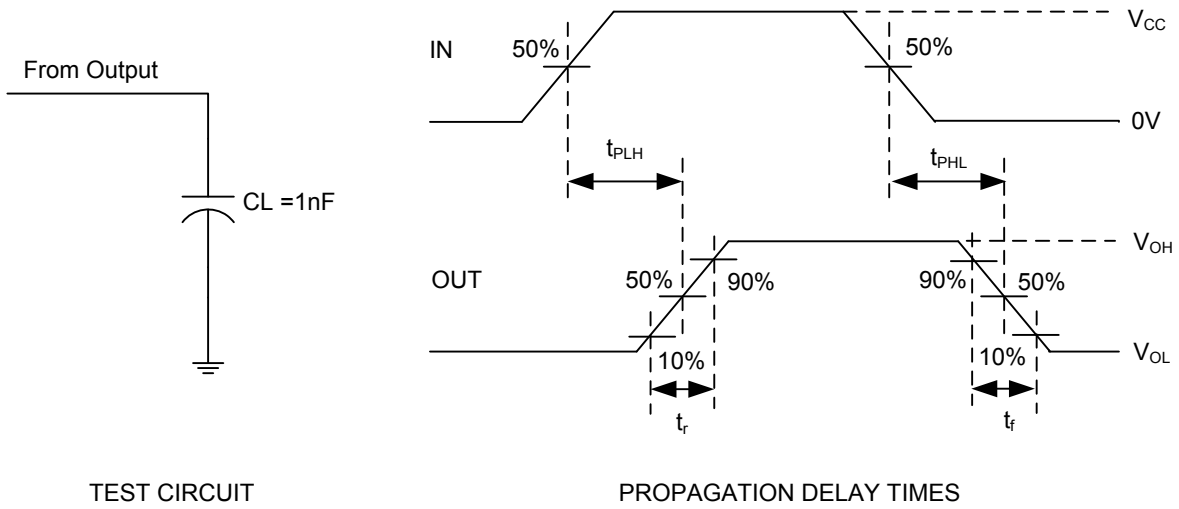 From Output
CL =1nF
TEST CIRCUIT
IN
50%
50%
VCC
0V
tPLH
tPHL
OUT
50%
90%
10%
tr
90%
50%
10%
tf
VOH
VOL
PROPAGATION DELAY TIMES